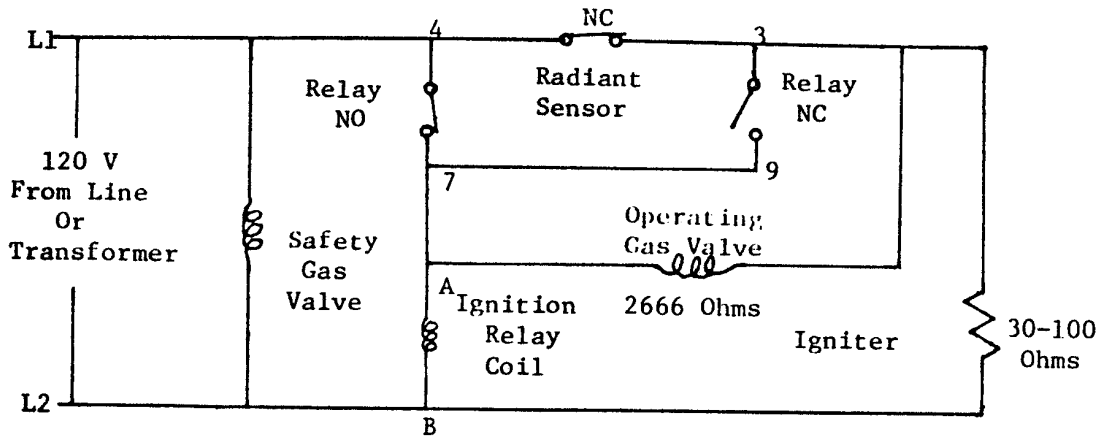 NC
L1
4
3
Relay
NO
Radiant
Sensor
Relay
NC
120 V
From Line
Or
Transformer
7
9
Safety
Gas
Valve
Operating
Gas Valve
A
Ignition
Relay
Coil
2666 Ohms
Igniter
30-100
Ohms
L2
B